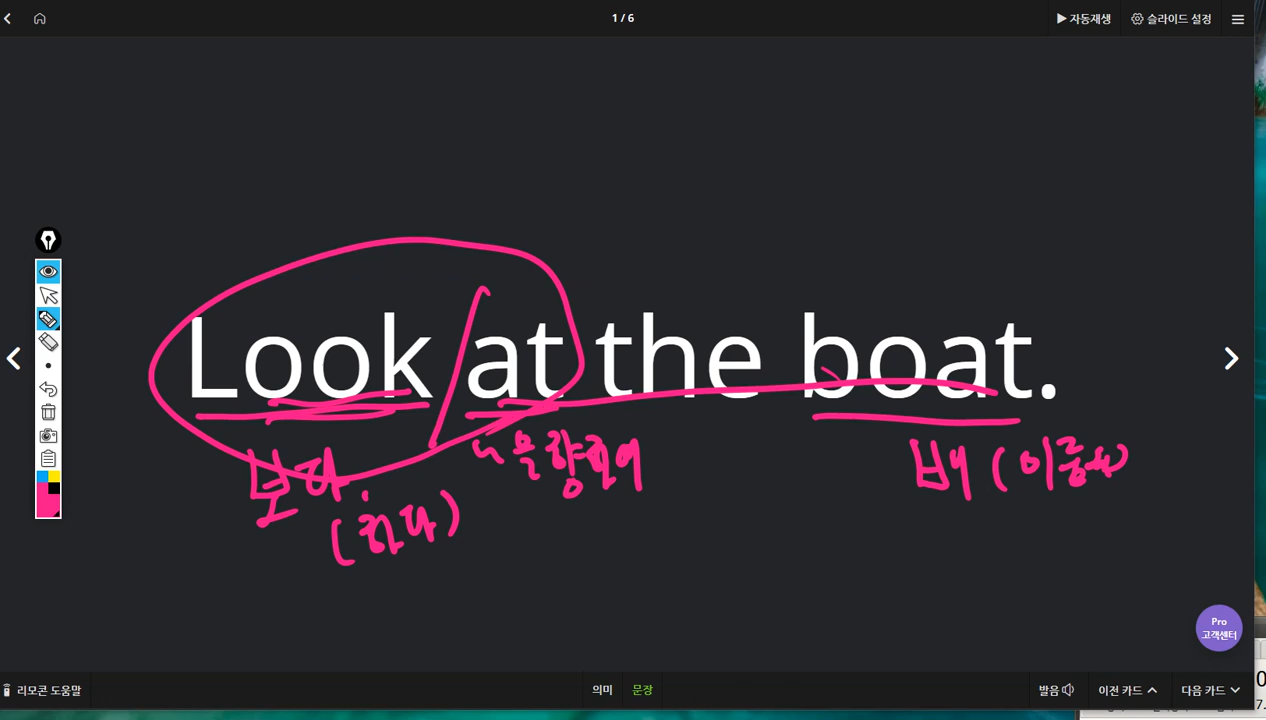 1 / 6
자동재생
슬라이드 설정
Look at the boat.
보다
(하다)
~을 향하여
배 (이동수
Pro
고객센터
리모콘 도움말
의미
문장
발음
이전 카드
다음 카드